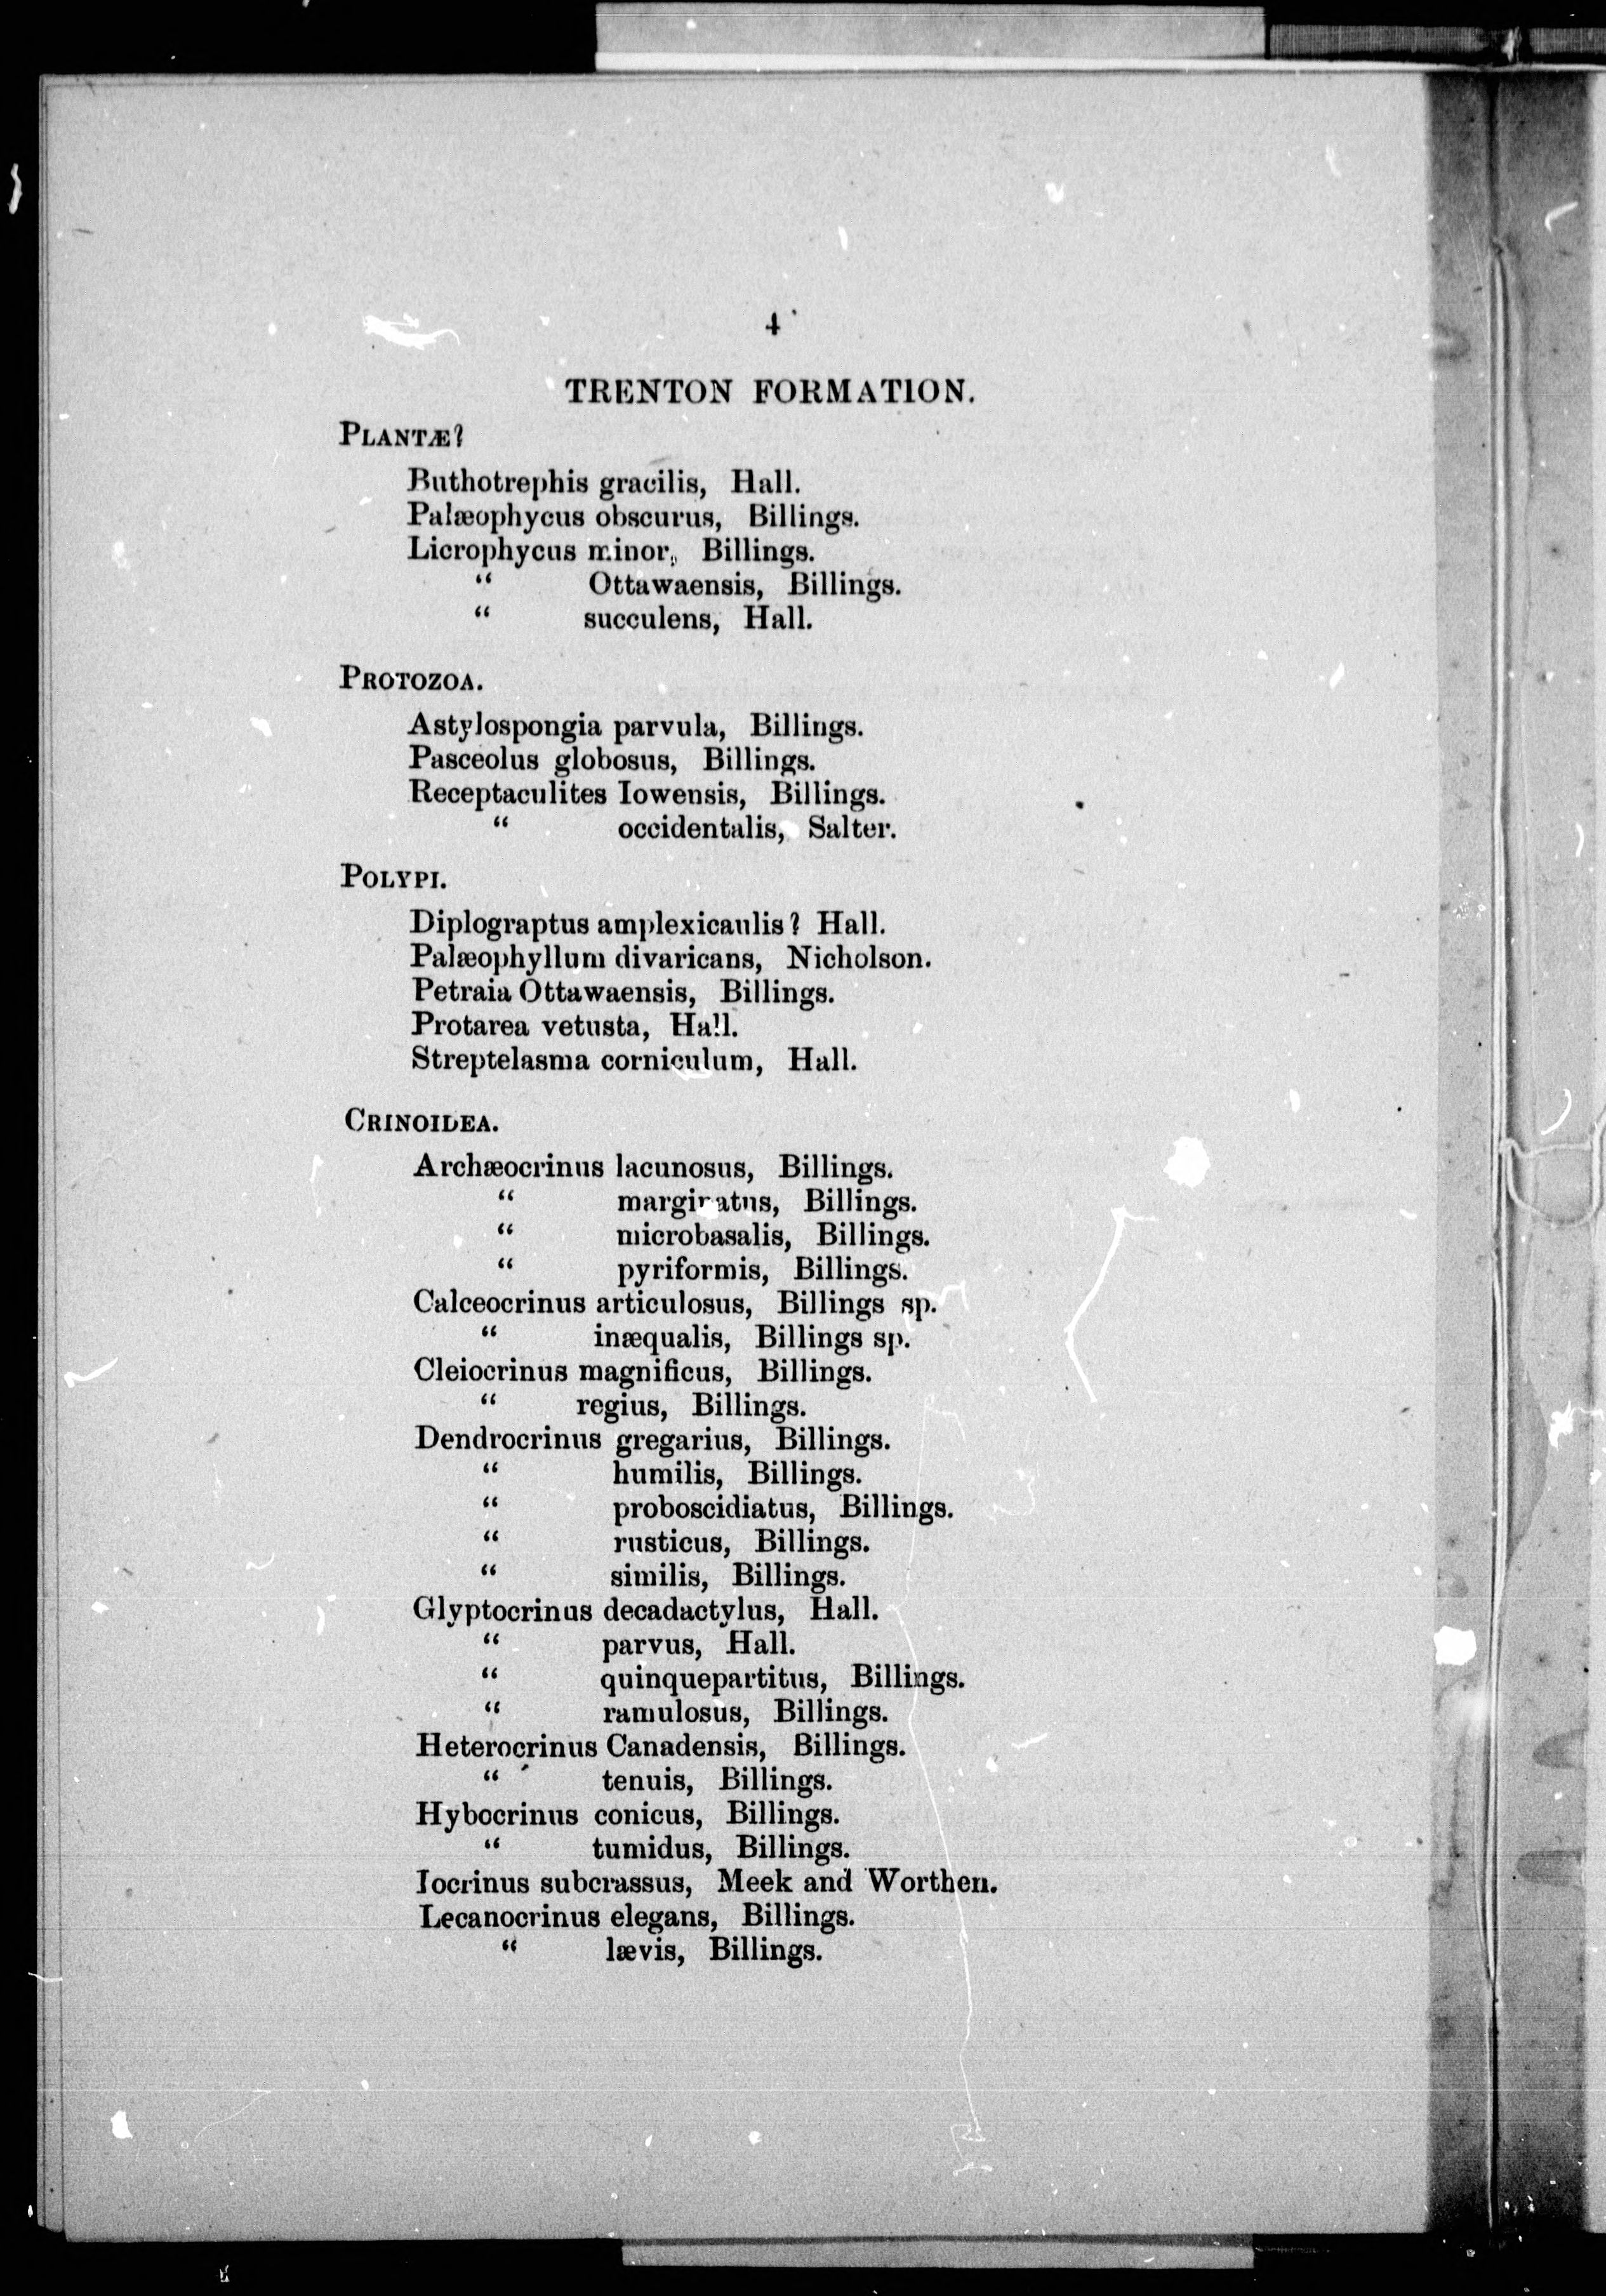 4
TRENTON FORMATION.
PLANTÆ?
Buthotrephis gracilis, Hall.
Palæophycus obscurus, Billings.
Licrophycus minor, Billings.
“ Ottawaensis, Billings.
“ succulens, Hall.
PROTOZOA.
Astylospongia parvula, Billings.
Pasceolus globosus, Billings.
Receptaculites Iowensis, Billings.
“ occidentalis, Salter.
POLYPI.
Diplograptus amplexicaulis? Hall.
Palæophyllum divaricans, Nicholson.
Petraia Ottawaensis, Billings.
Protarea vetusta, Hall.
Streptelasma corniculum, Hall.
CRINOIDEA.
Archæocrinus lacunosus, Billings.
“ marginatus, Billings.
“ microbasalis, Billings.
“ pyriformis, Billings.
Calceocrinus articulosus, Billings sp.
“ inæqualis, Billings sp.
Cleiocrinus magnificus, Billings.
“ regius, Billings.
Dendrocrinus gregarius, Billings.
“ humilis, Billings.
“ proboscidiatus, Billings.
“ rusticus, Billings.
“ similis, Billings.
Glyptocrinus decadactylus, Hall.
“ parvus, Hall.
“ quinquepartitus, Billings.
“ ramulosus, Billings.
Heterocrinus Canadensis, Billings.
“ tenuis, Billings.
Hybocrinus conicus, Billings.
“ tumidus, Billings.
Iocrinus subcrassus, Meek and Worthen.
Lecanocrinus elegans, Billings.
“ lævis, Billings.